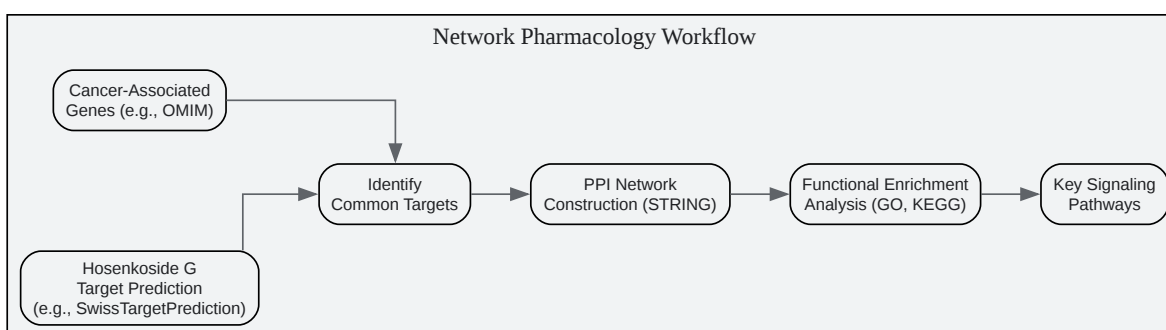 Network Pharmacology Workflow
Cancer-Associated
Genes (e.g., OMIM)
Identify
Common Targets
PPI Network
Construction (STRING)
Functional Enrichment
Analysis (GO, KEGG)
Key Signaling
Pathways
Hosenkoside G
Target Prediction
(e.g., SwissTargetPrediction)